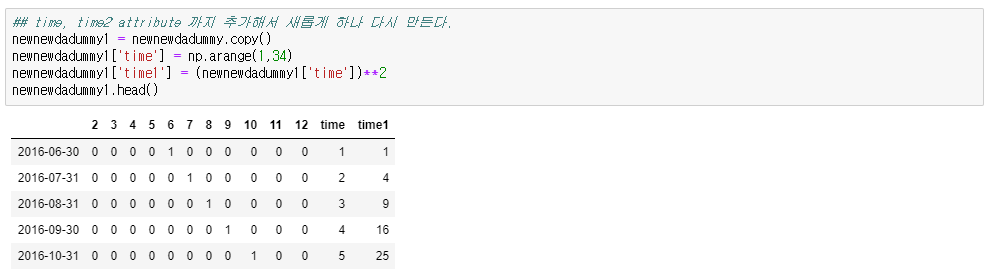 ## time, time2 attribute 까지 추가해서 새롭게 하나 다시 만든다.
newnewdadummy1 = newnewdadummy.copy()
newnewdadummy1['time'] = np.arange(1,34)
newnewdadummy1['time1'] = (newnewdadummy1['time'])**2
newnewdadummy1.head()
2 3 4 5 6 7 8 9 10 11 12 time time1
2016-06-30 0 0 0 0 1 0 0 0 0 0 0 1 1
2016-07-31 0 0 0 0 0 1 0 0 0 0 0 2 4
2016-08-31 0 0 0 0 0 0 1 0 0 0 0 3 9
2016-09-30 0 0 0 0 0 0 0 1 0 0 0 4 16
2016-10-31 0 0 0 0 0 0 0 0 1 0 0 5 25